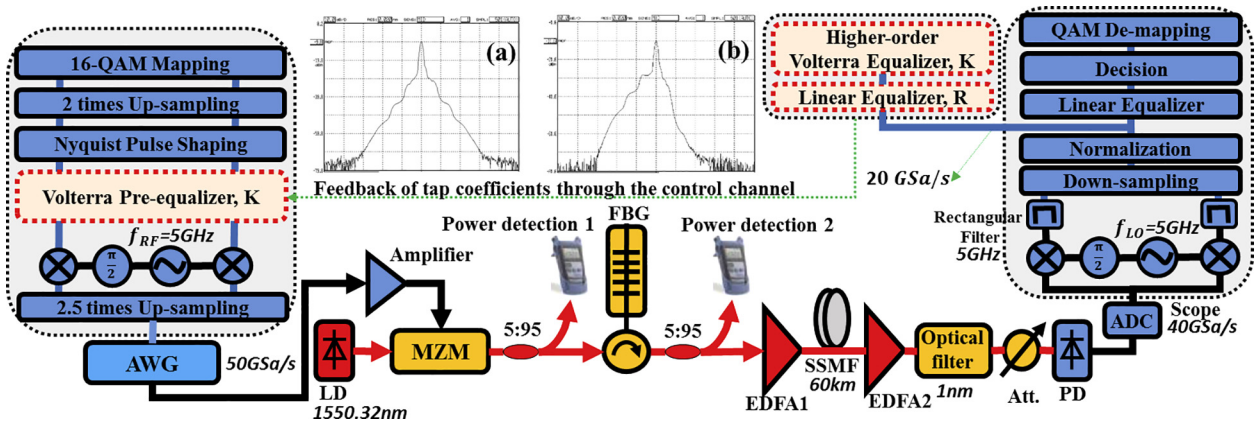 16-QAM Mapping
2 times Up-sampling
Nyquist Pulse Shaping
Volterra Pre-equalizer, K
f RF=5GHz
π
2
2.5 times Up-sampling
AWG
50GSa/s
(a)
(b)
Feedback of tap coefficients through the control channel
Higher-order
Volterra Equalizer, K
Linear Equalizer, R
20 GSa/s
QAM De-mapping
Decision
Linear Equalizer
Normalization
Down-sampling
Rectangular
Filter
5GHz
f LO=5GHz
π
2
ADC
Scope
40GSa/s
Amplifier
LD
1550.32nm
MZM
5:95
Power detection 1
FBG
5:95
Power detection 2
EDFA1
SSMF
60km
EDFA2
Optical
filter
1nm
Att.
PD